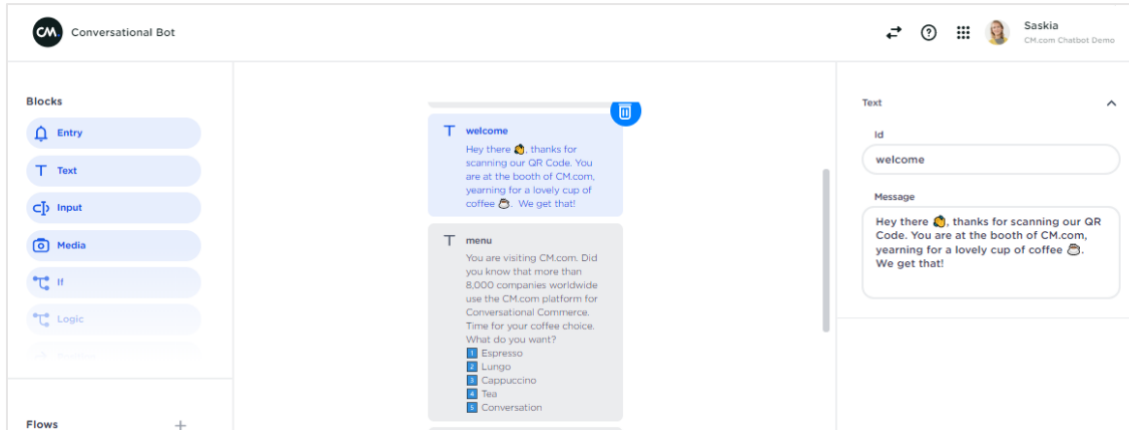 CM. Conversational Bot
Saskia
CM.com Chatbot Demo
Blocks
Entry
Text
Input
Media
If
Logic
Flows +
welcome
Hey there 👋, thanks for
scanning our QR Code. You
are at the booth of CM.com,
yearning for a lovely cup of
coffee ☕. We get that!
menu
You are visiting CM.com. Did
you know that more than
8,000 companies worldwide
use the CM.com platform for
Conversational Commerce.
Time for your coffee choice.
What do you want?
1 Espresso
2 Lungo
3 Cappuccino
4 Tea
5 Conversation
Text
Id
welcome
Message
Hey there 👋, thanks for scanning our QR
Code. You are at the booth of CM.com,
yearning for a lovely cup of coffee ☕.
We get that!